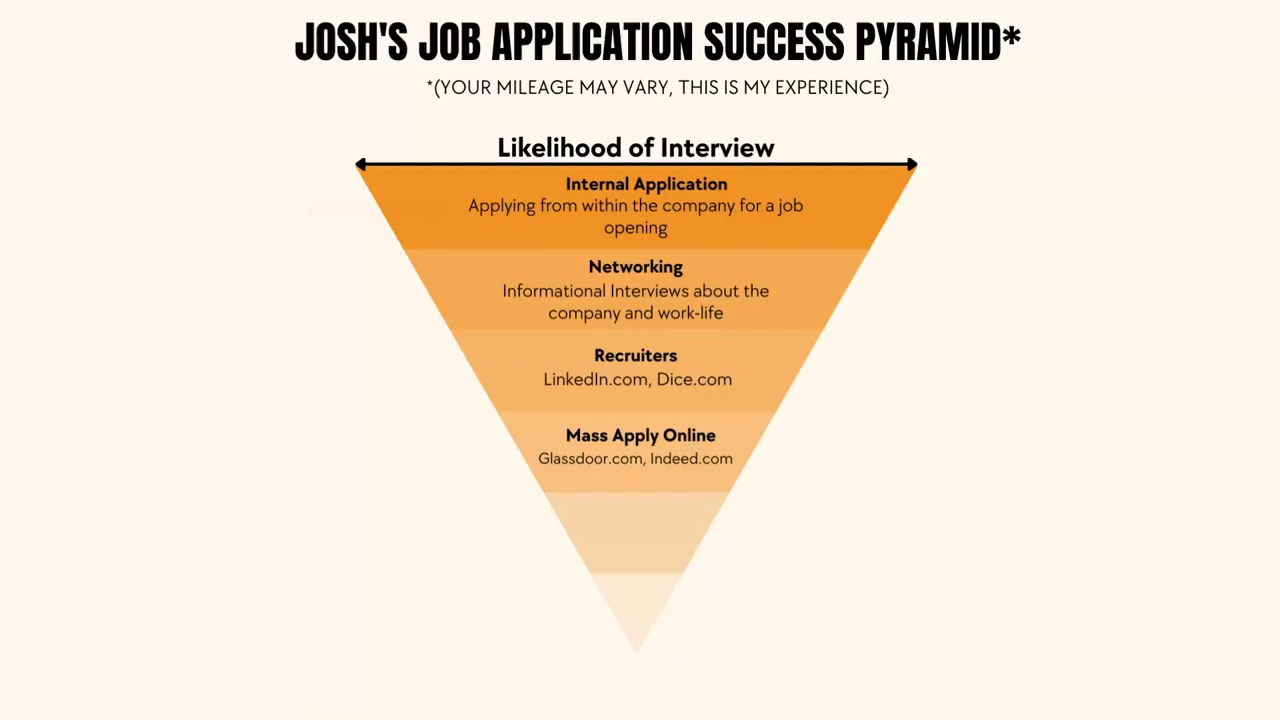 JOSH'S JOB APPLICATION SUCCESS PYRAMID*
*(YOUR MILEAGE MAY VARY, THIS IS MY EXPERIENCE)
Likelihood of Interview
Internal Application
Applying from within the company for a job
opening
Networking
Informational Interviews about the
company and work-life
Recruiters
LinkedIn.com, Dice.com
Mass Apply Online
Glassdoor.com, Indeed.com